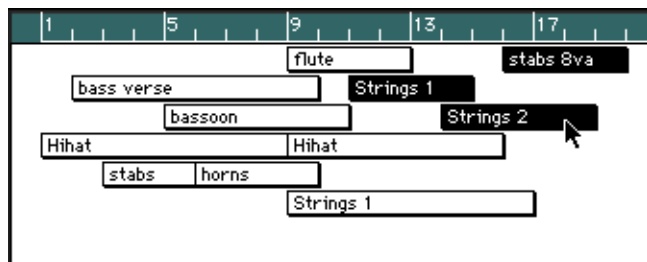 1 5 9 13 17
flute stabs 8va
bass verse Strings 1
bassoon Strings 2
Hihat Hihat
stabs horns
Strings 1